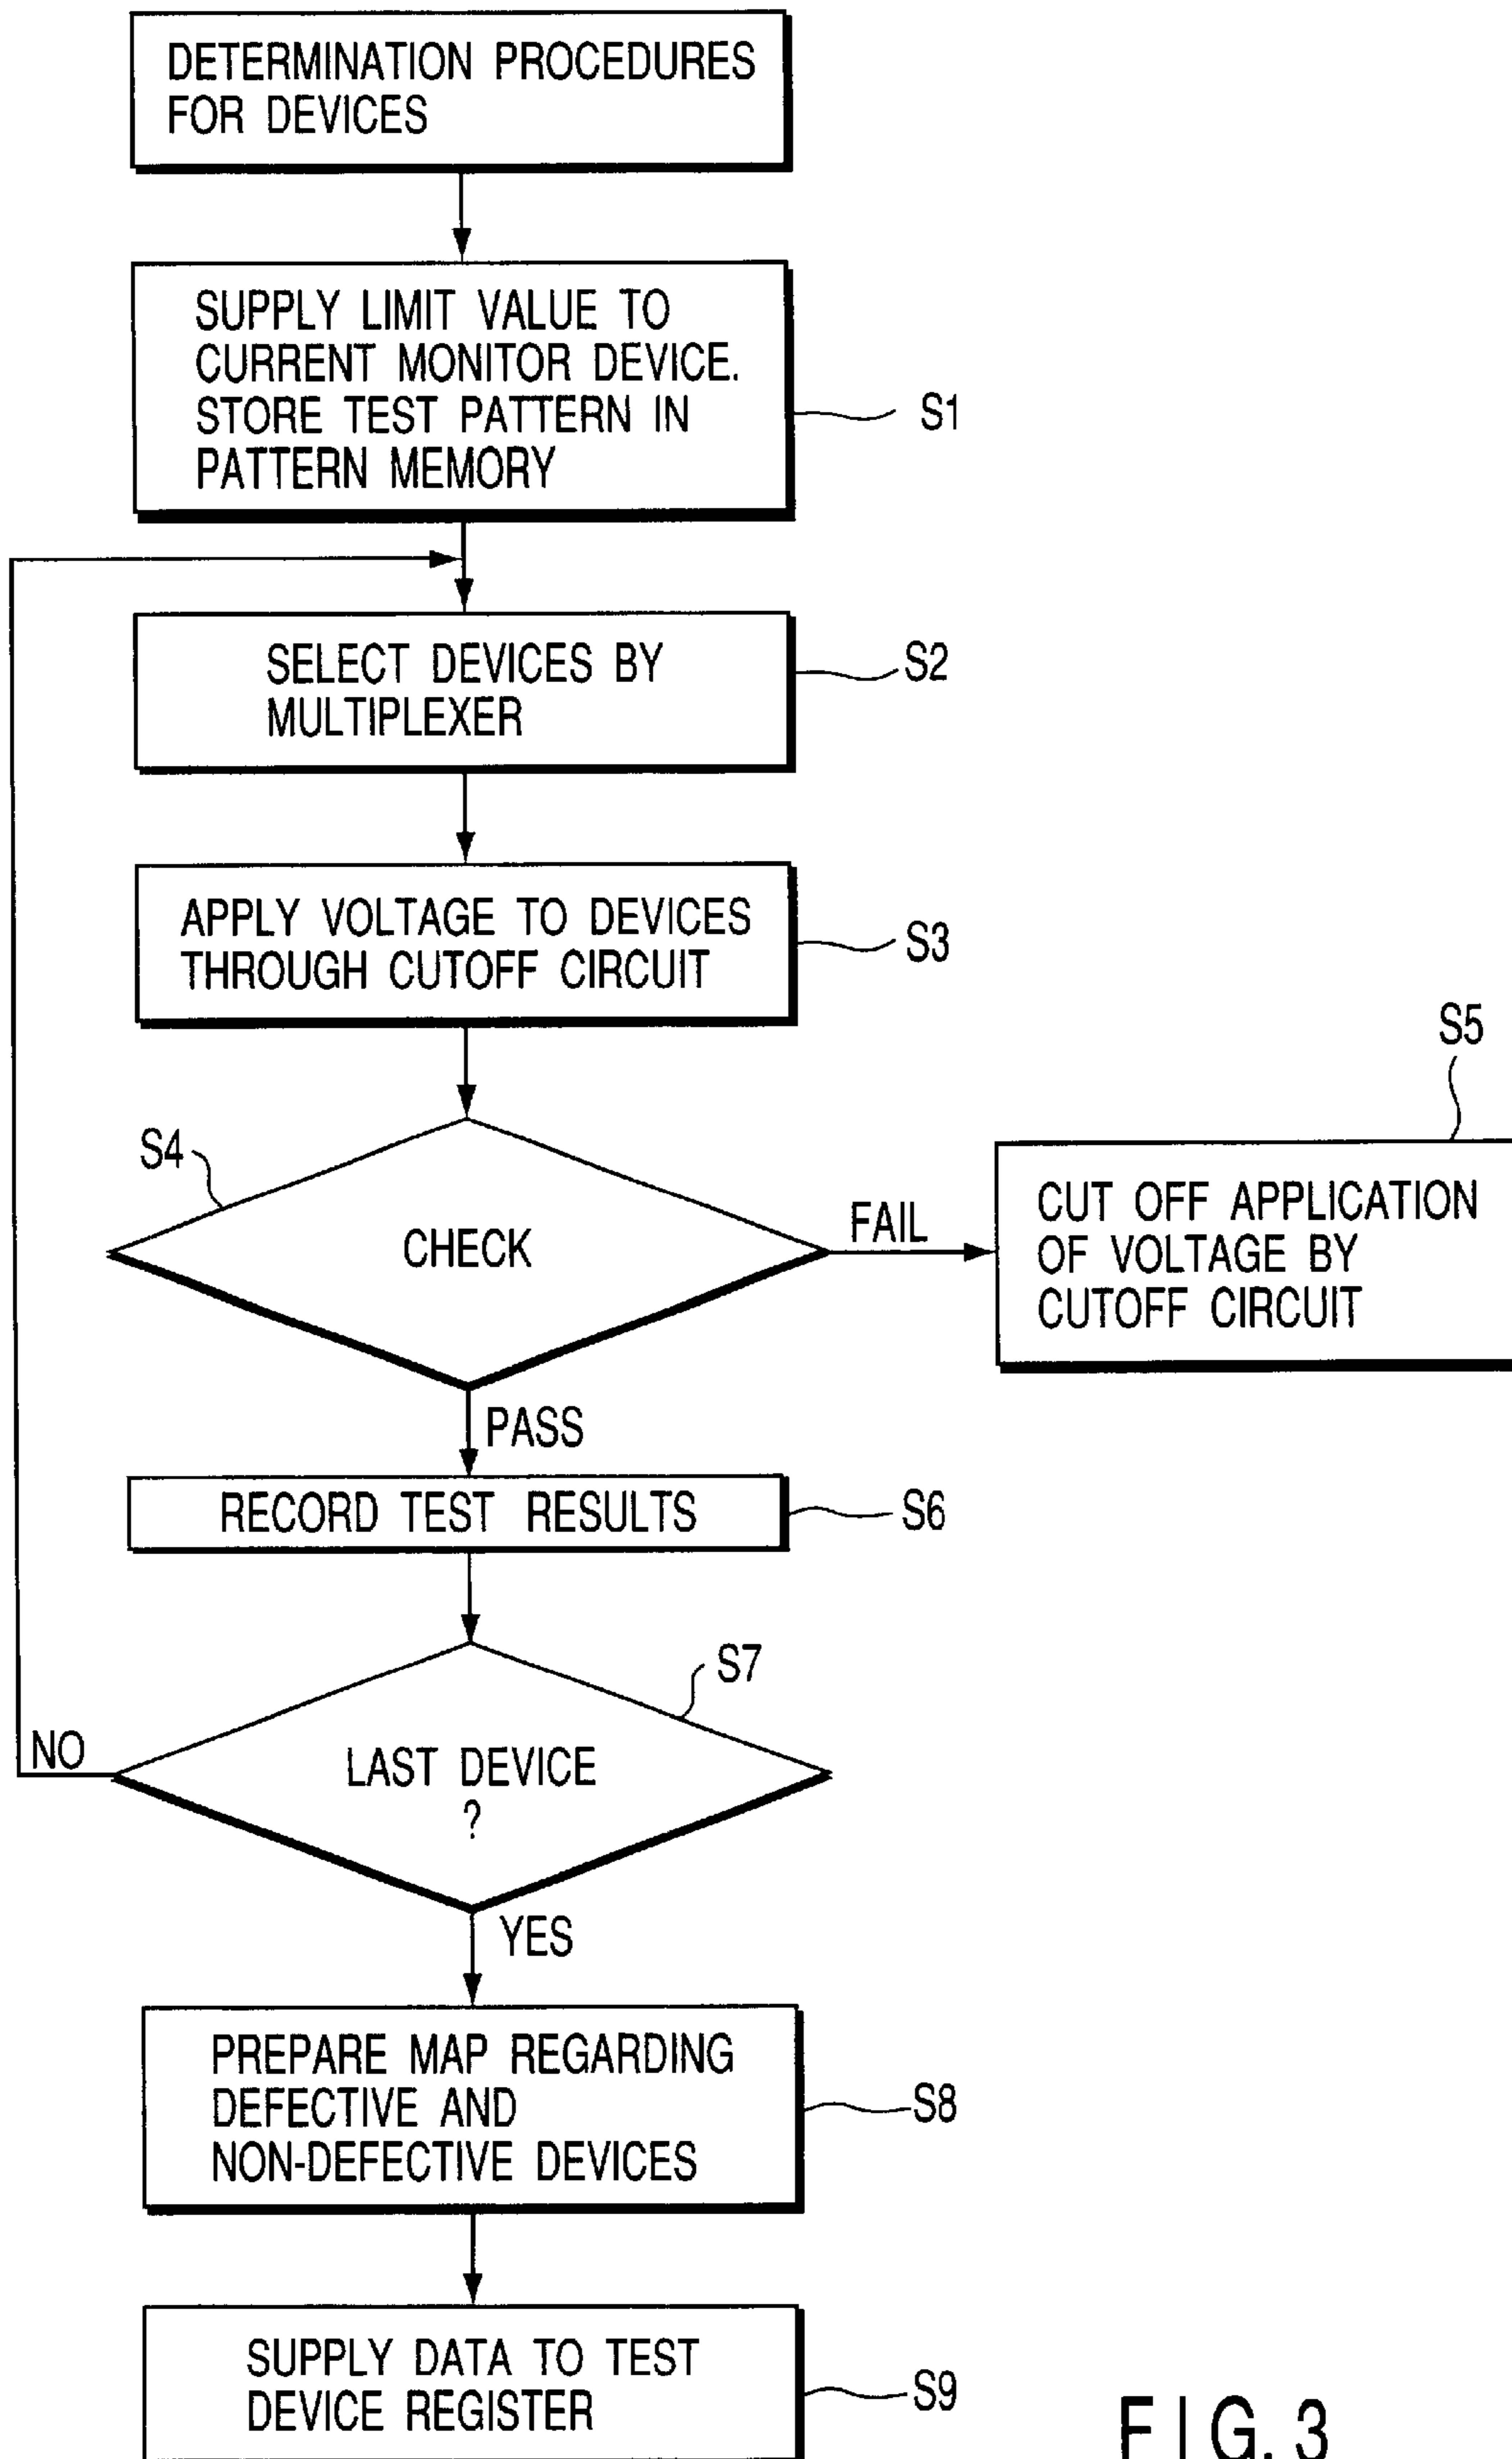 DETERMINATION PROCEDURES
FOR DEVICES
SUPPLY LIMIT VALUE TO
CURRENT MONITOR DEVICE.
STORE TEST PATTERN IN
PATTERN MEMORY
S1
SELECT DEVICES BY
MULTIPLEXER
S2
APPLY VOLTAGE TO DEVICES
THROUGH CUTOFF CIRCUIT
S3
S4
CHECK
FAIL
S5
CUT OFF APPLICATION
OF VOLTAGE BY
CUTOFF CIRCUIT
PASS
RECORD TEST RESULTS
S6
S7
NO
LAST DEVICE
?
YES
PREPARE MAP REGARDING
DEFECTIVE AND
NON-DEFECTIVE DEVICES
S8
SUPPLY DATA TO TEST
DEVICE REGISTER
S9
FIG. 3